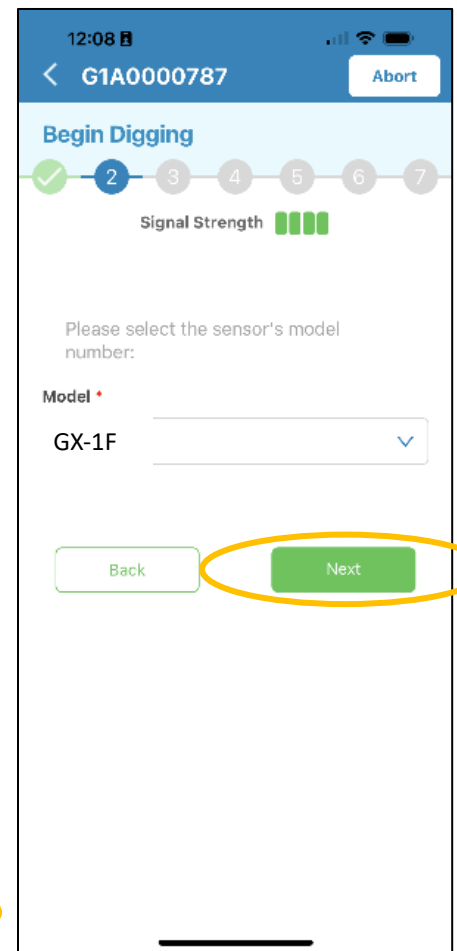 12:08
G1A0000787
Abort
Begin Digging
2 3 4 5 6 7
Signal Strength
Please select the sensor's model
number:
Model *
GX-1F
Back
Next